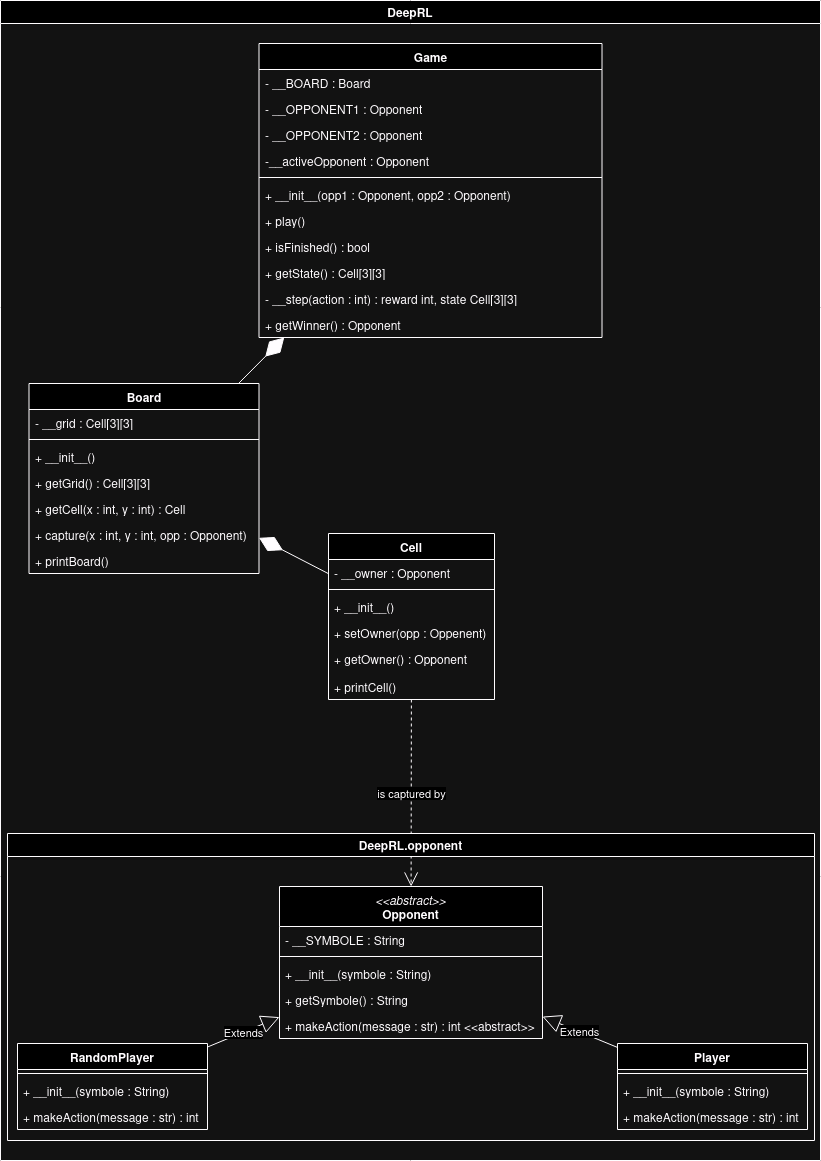 DeepRL
Game
- __BOARD : Board
- __OPPONENT1 : Opponent
- __OPPONENT2 : Opponent
-__activeOpponent : Opponent
+ __init__(opp1 : Opponent, opp2 : Opponent)
+ play()
+ isFinished() : bool
+ getState() : Cell[3][3]
- __step(action : int) : reward int, state Cell[3][3]
+ getWinner() : Opponent
Board
- __grid : Cell[3][3]
+ __init__()
+ getGrid() : Cell[3][3]
+ getCell(x : int, y : int) : Cell
+ capture(x : int, y : int, opp : Opponent)
+ printBoard()
Cell
- __owner : Opponent
+ __init__()
+ setOwner(opp : Oppenent)
+ getOwner() : Opponent
+ printCell()
is captured by
DeepRL.opponent
<<abstract>>
Opponent
- __SYMBOLE : String
+ __init__(symbole : String)
+ getSymbole() : String
+ makeAction(message : str) : int <<abstract>>
Extends
Extends
RandomPlayer
+ __init__(symbole : String)
+ makeAction(message : str) : int
Player
+ __init__(symbole : String)
+ makeAction(message : str) : int